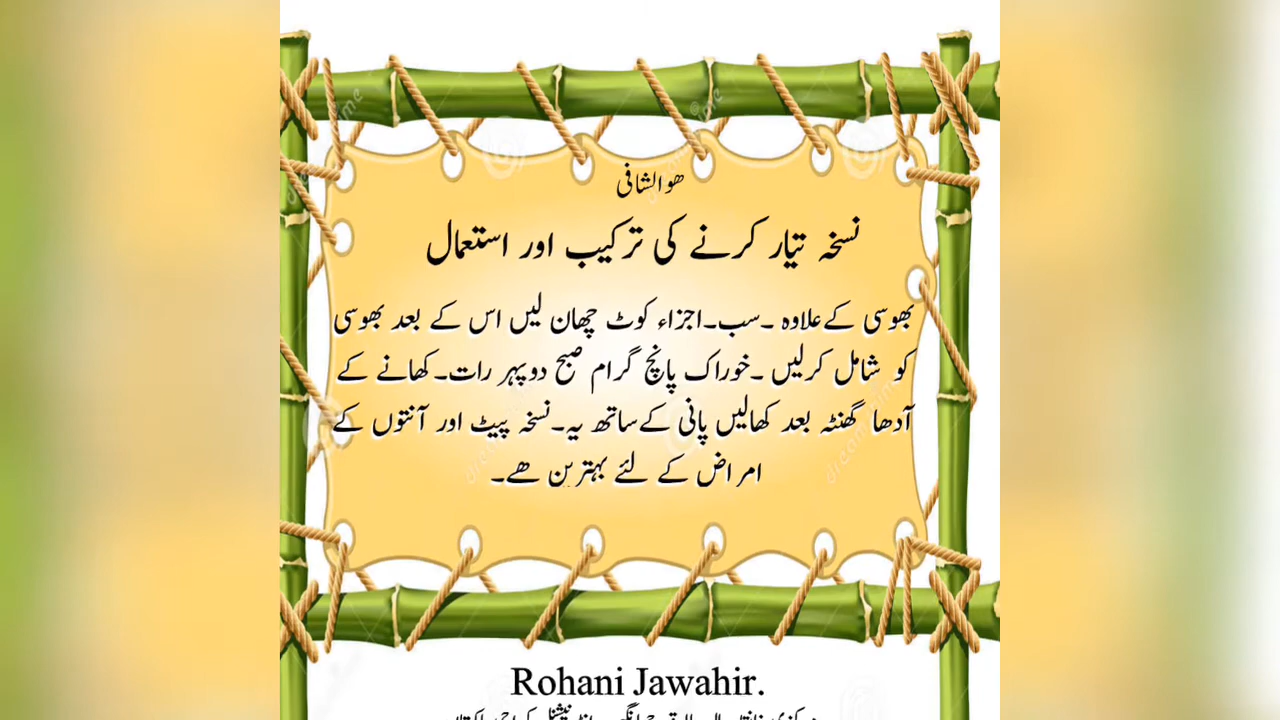 ھوالشافی
نسخہ تیار کرنے کی ترکیب اور استعمال
بھوسی کے علاوہ ۔سب۔اجزاء کوٹ چھان لیں اس کے بعد بھوسی
کو شامل کرلیں ۔خوراک پانچ گرام صبح دوپہر رات۔کھانے کے
آدھا گھنٹہ بعد کھالیں پانی کے ساتھ یہ۔نسخہ پیٹ اور آنتوں کے
امراض کے لئے بہترین ھے۔
Rohani Jawahir.